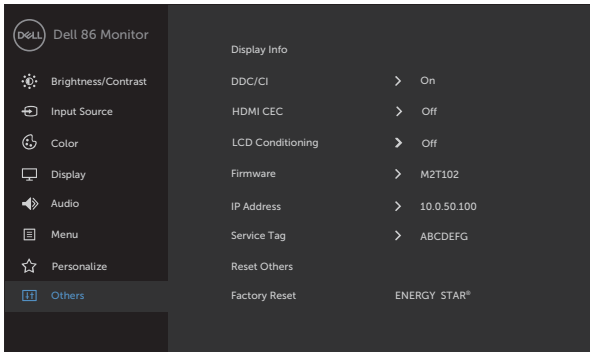 DELL Dell 86 Monitor
Display Info
Brightness/Contrast DDC/CI > On
Input Source HDMI CEC > Off
Color LCD Conditioning > Off
Display Firmware > M2T102
Audio IP Address > 10.0.50.100
Menu Service Tag > ABCDEFG
Personalize Reset Others
Others Factory Reset ENERGY STAR®